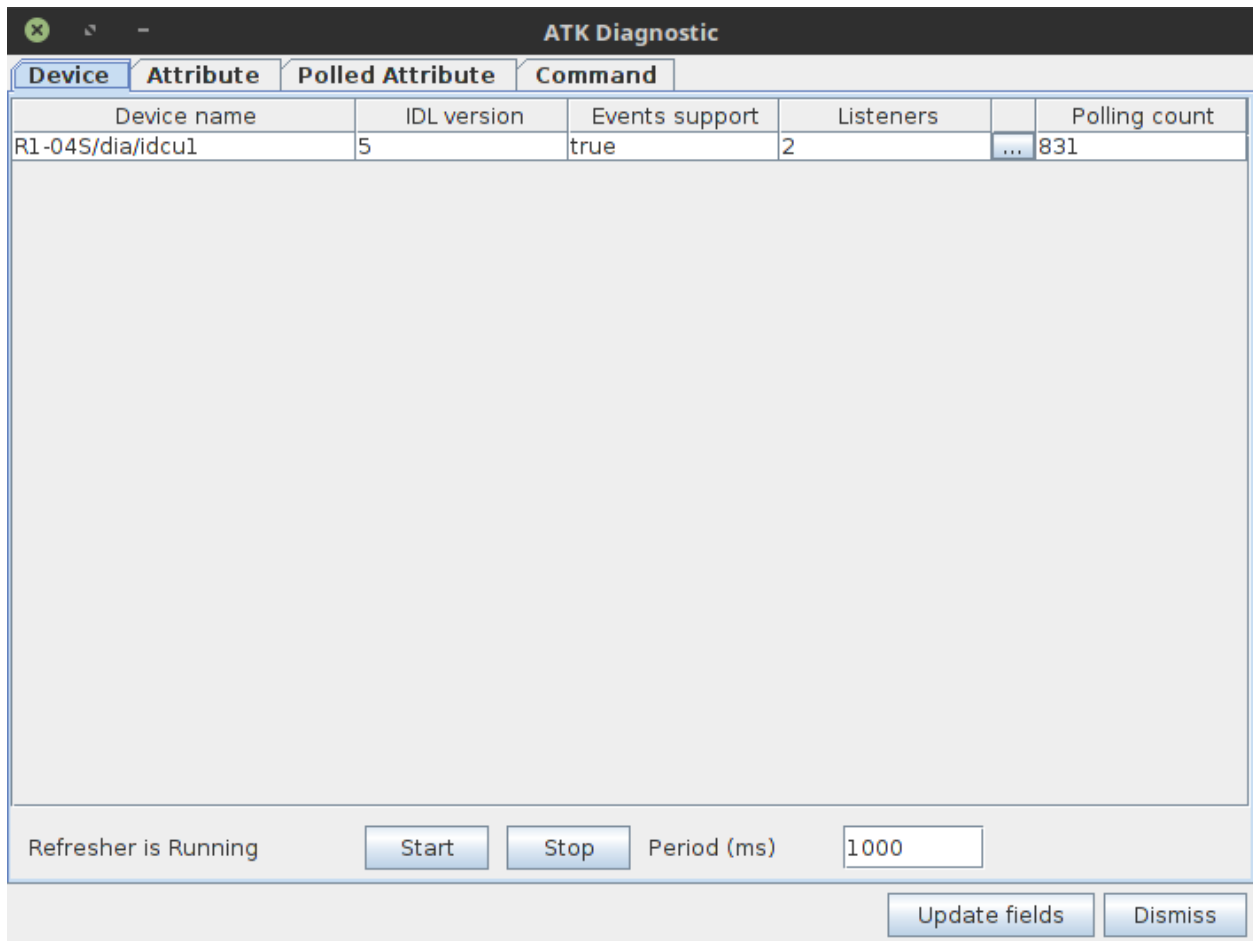 ATK Diagnostic
Device Attribute Polled Attribute Command
Device name IDL version Events support Listeners Polling count
R1-04S/dia/idcu1 5 true 2 ... 831
Refresher is Running Start Stop Period (ms) 1000
Update fields Dismiss